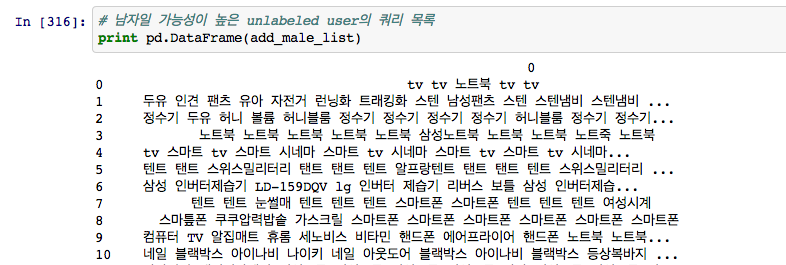 In [316]: # 남자일 가능성이 높은 unlabeled user의 쿼리 목록
print pd.DataFrame(add_male_list)
0
0 tv tv 노트북 tv tv
1 두유 인견 팬츠 유아 자전거 런닝화 트래킹화 스텐 남성팬츠 스텐 스텐냄비 스텐냄비 ...
2 정수기 두유 허니 볼륨 허니블룸 정수기 정수기 정수기 정수기 허니블룸 정수기 정수기...
3 노트북 노트북 노트북 노트북 노트북 삼성노트북 노트북 노트북 노트죽 노트북
4 tv 스마트 tv 스마트 시네마 스마트 tv 시네마 스마트 tv 스마트 tv 시네마...
5 텐트 탠트 스위스밀리터리 탠트 탠트 텐트 알프랑텐트 탠트 탠트 텐트 스위스밀리터리 ...
6 삼성 인버터제습기 LD-159DQV lg 인버터 제습기 리버스 보틀 삼성 인버터제습...
7 텐트 텐트 눈썰매 텐트 텐트 텐트 스마트폰 스마트폰 텐트 텐트 텐트 여성시계
8 스마틒폰 쿠쿠압력밥솥 가스크릴 스마트폰 스마트폰 스마트폰 스마트폰 스마트폰 스마트폰
9 컴퓨터 TV 알집매트 휴롬 세노비스 비타민 핸드폰 에어프라이어 핸드폰 노트북 노트북...
10 네일 블랙박스 아이나비 나이키 네일 아웃도어 블랙박스 아이나비 블랙박스 등상복바지 ...